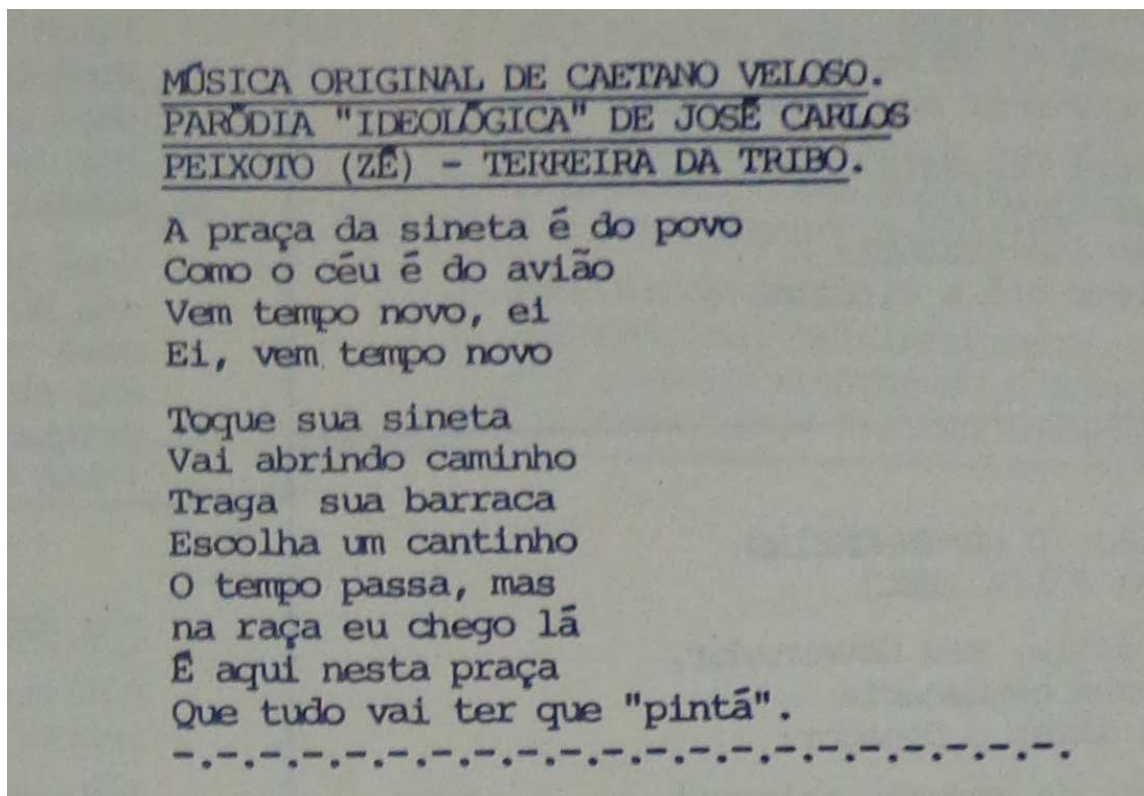 MÚSICA ORIGINAL DE CAETANO VELOSO.
PARÓDIA "IDEOLÓGICA" DE JOSÉ CARLOS
PEIXOTO (ZÉ) - TERREIRA DA TRIBO.
A praça da sineta é do povo
Como o céu é do avião
Vem tempo novo, ei
Ei, vem tempo novo
Toque sua sineta
Vai abrindo caminho
Traga  sua barraca
Escolha um cantinho
O tempo passa, mas
na raça eu chego lá
É aqui nesta praça
Que tudo vai ter que "pintá".
-.-.-.-.-.-.-.-.-.-.-.-.-.-.-.-.-.-.-.-.-.